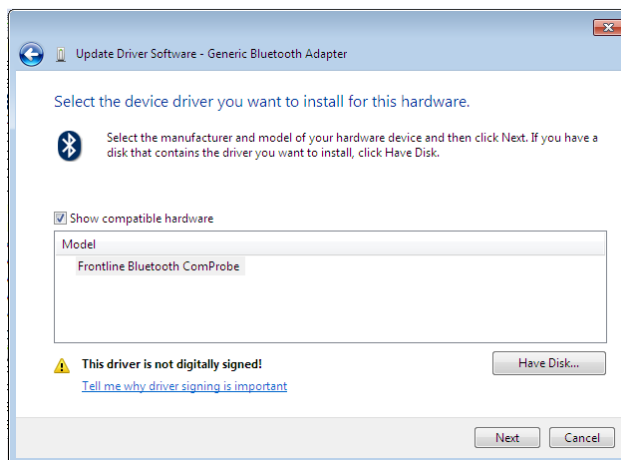 Update Driver Software - Generic Bluetooth Adapter
Select the device driver you want to install for this hardware.
Select the manufacturer and model of your hardware device and then click Next. If you have a
disk that contains the driver you want to install, click Have Disk.
Show compatible hardware
Model
Frontline Bluetooth ComProbe
This driver is not digitally signed!
Have Disk...
Tell me why driver signing is important
Next
Cancel